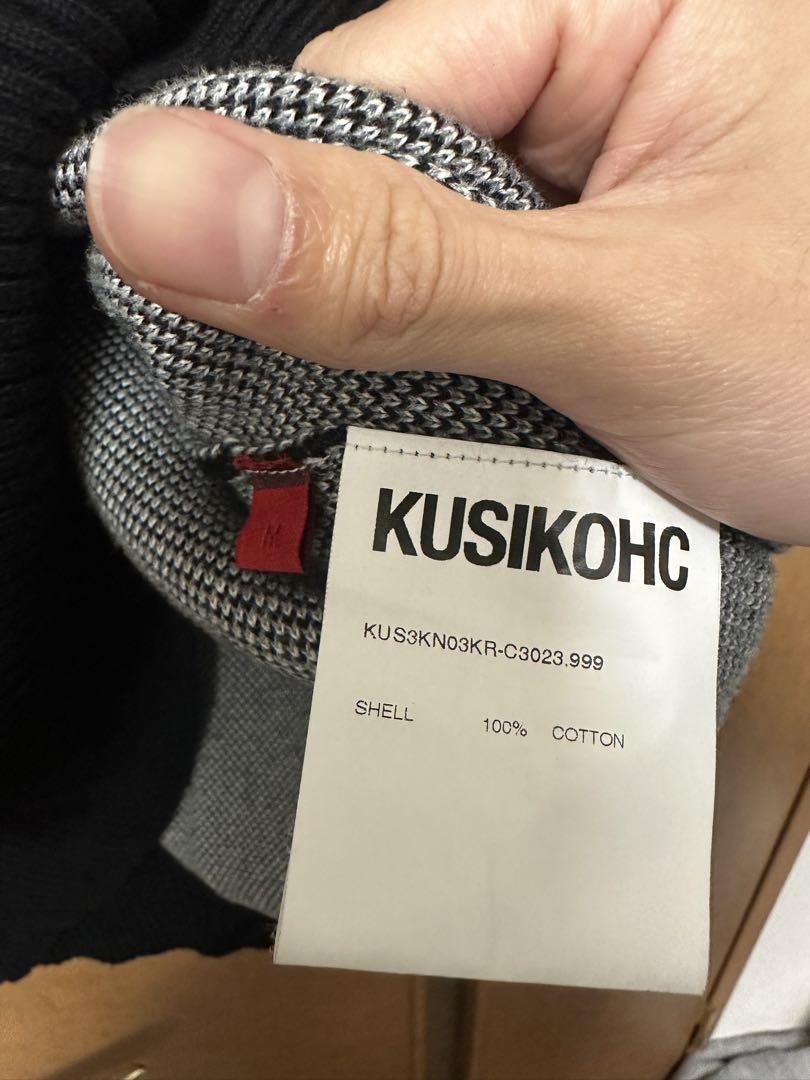 M
KUSIKOHC
KUS3KN03KR-C3023.999
SHELL 100% COTTON